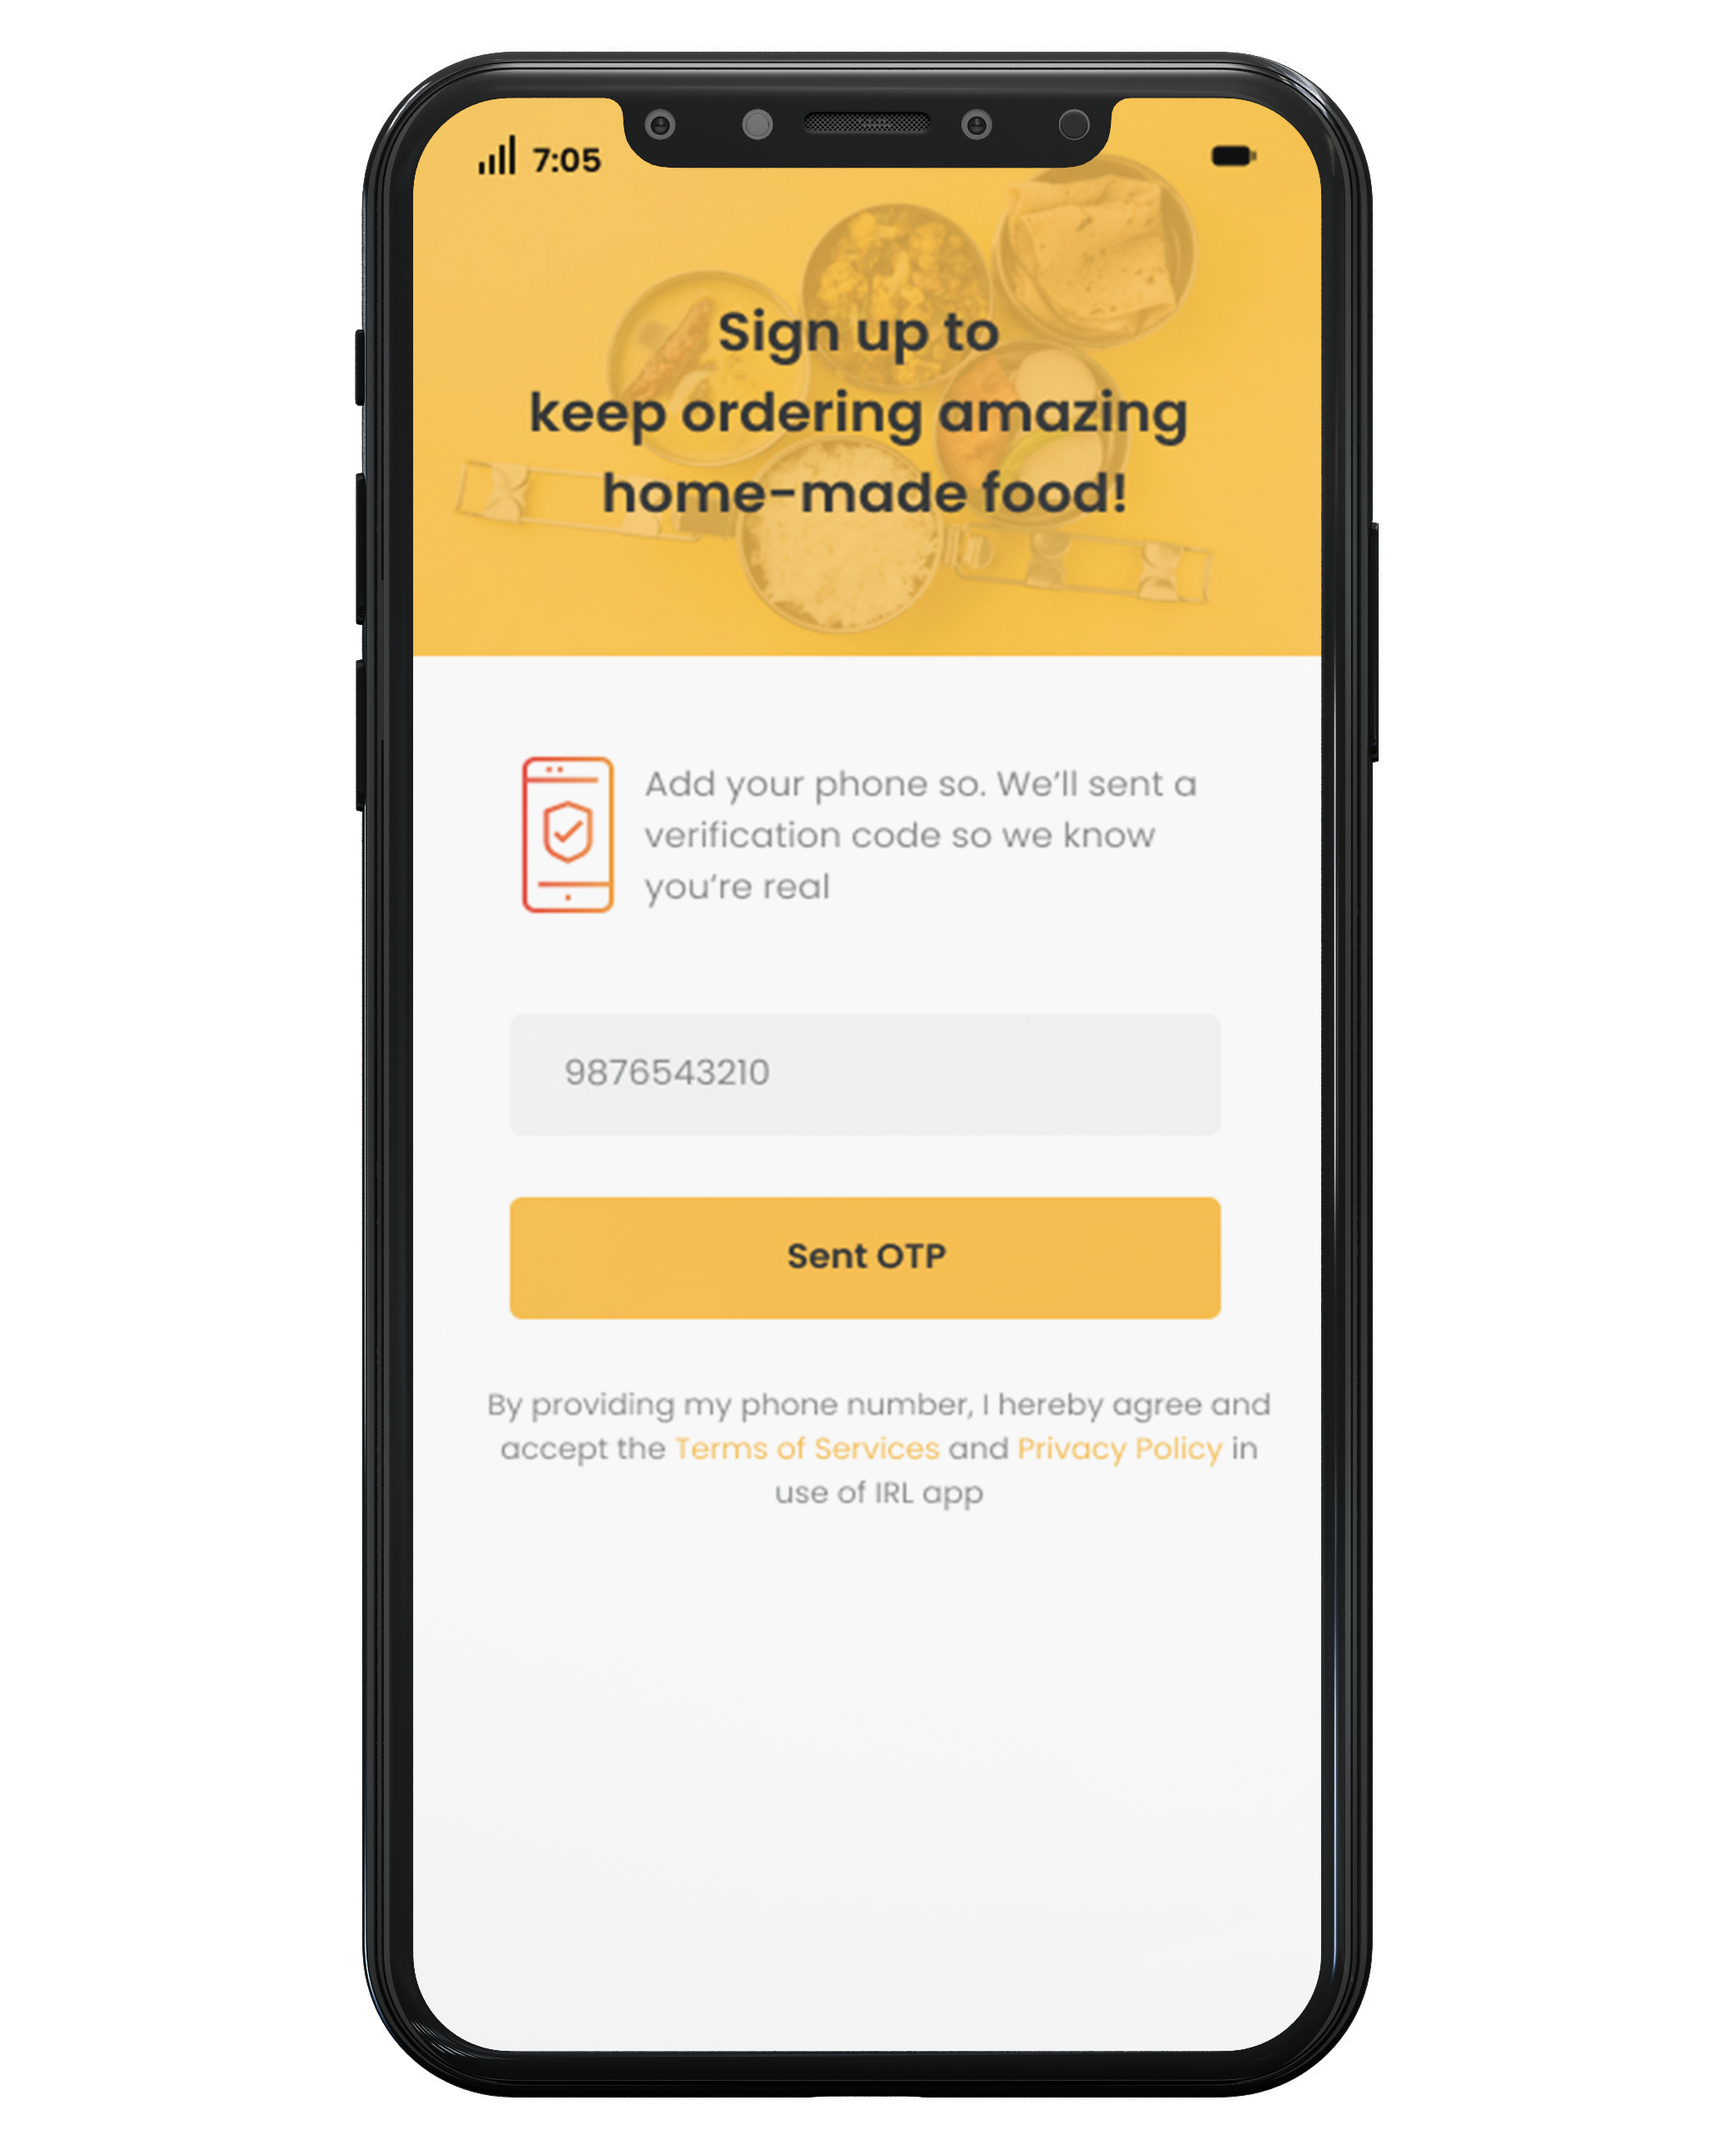 7:05
Sign up to
keep ordering amazing
home-made food!
Add your phone so. We’ll sent a
verification code so we know
you’re real
9876543210
Sent OTP
By providing my phone number, I hereby agree and
accept the Terms of Services and Privacy Policy in
use of IRL app